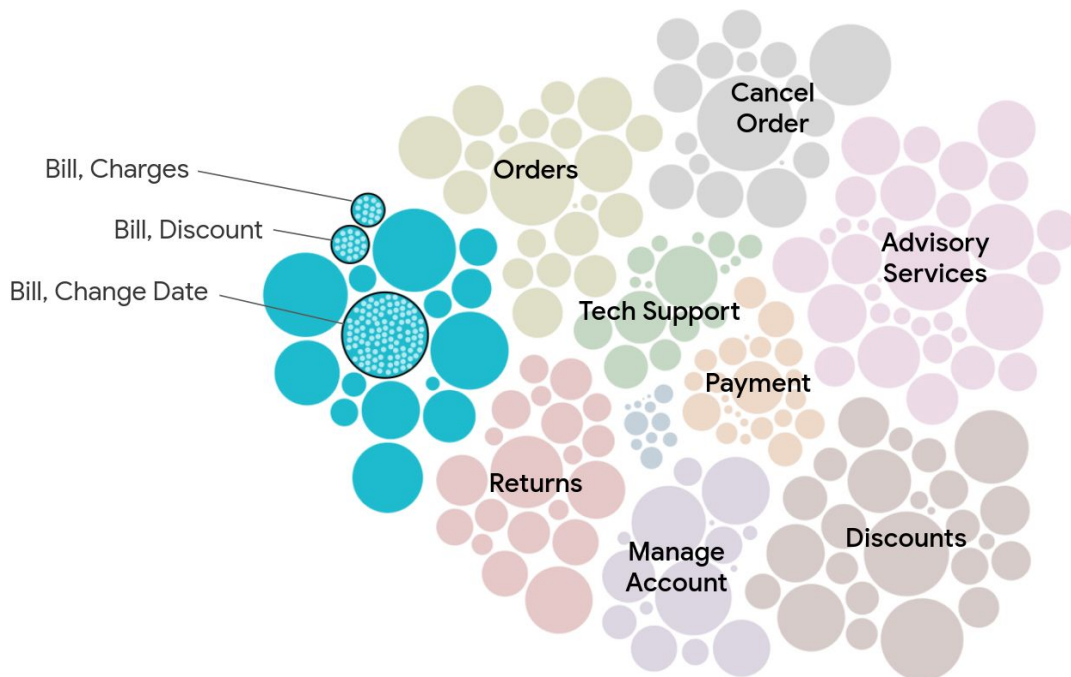 Cancel
Order
Orders
Bill, Charges
Bill, Discount
Bill, Change Date
Advisory
Services
Tech Support
Payment
Returns
Manage
Account
Discounts